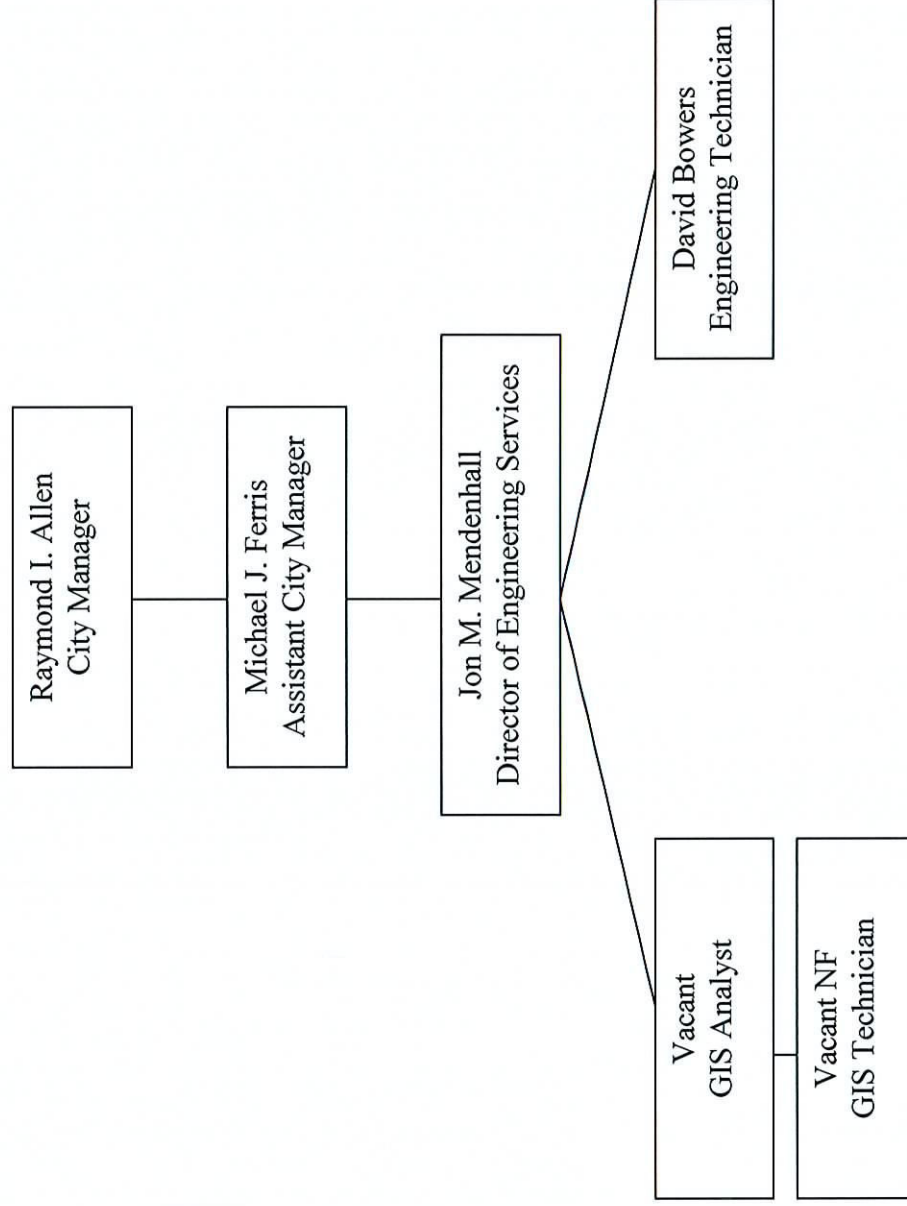 Raymond I. Allen
City Manager
Michael J. Ferris
Assistant City Manager
Jon M. Mendenhall
Director of Engineering Services
Vacant
GIS Analyst
David Bowers
Engineering Technician
Vacant NF
GIS Technician